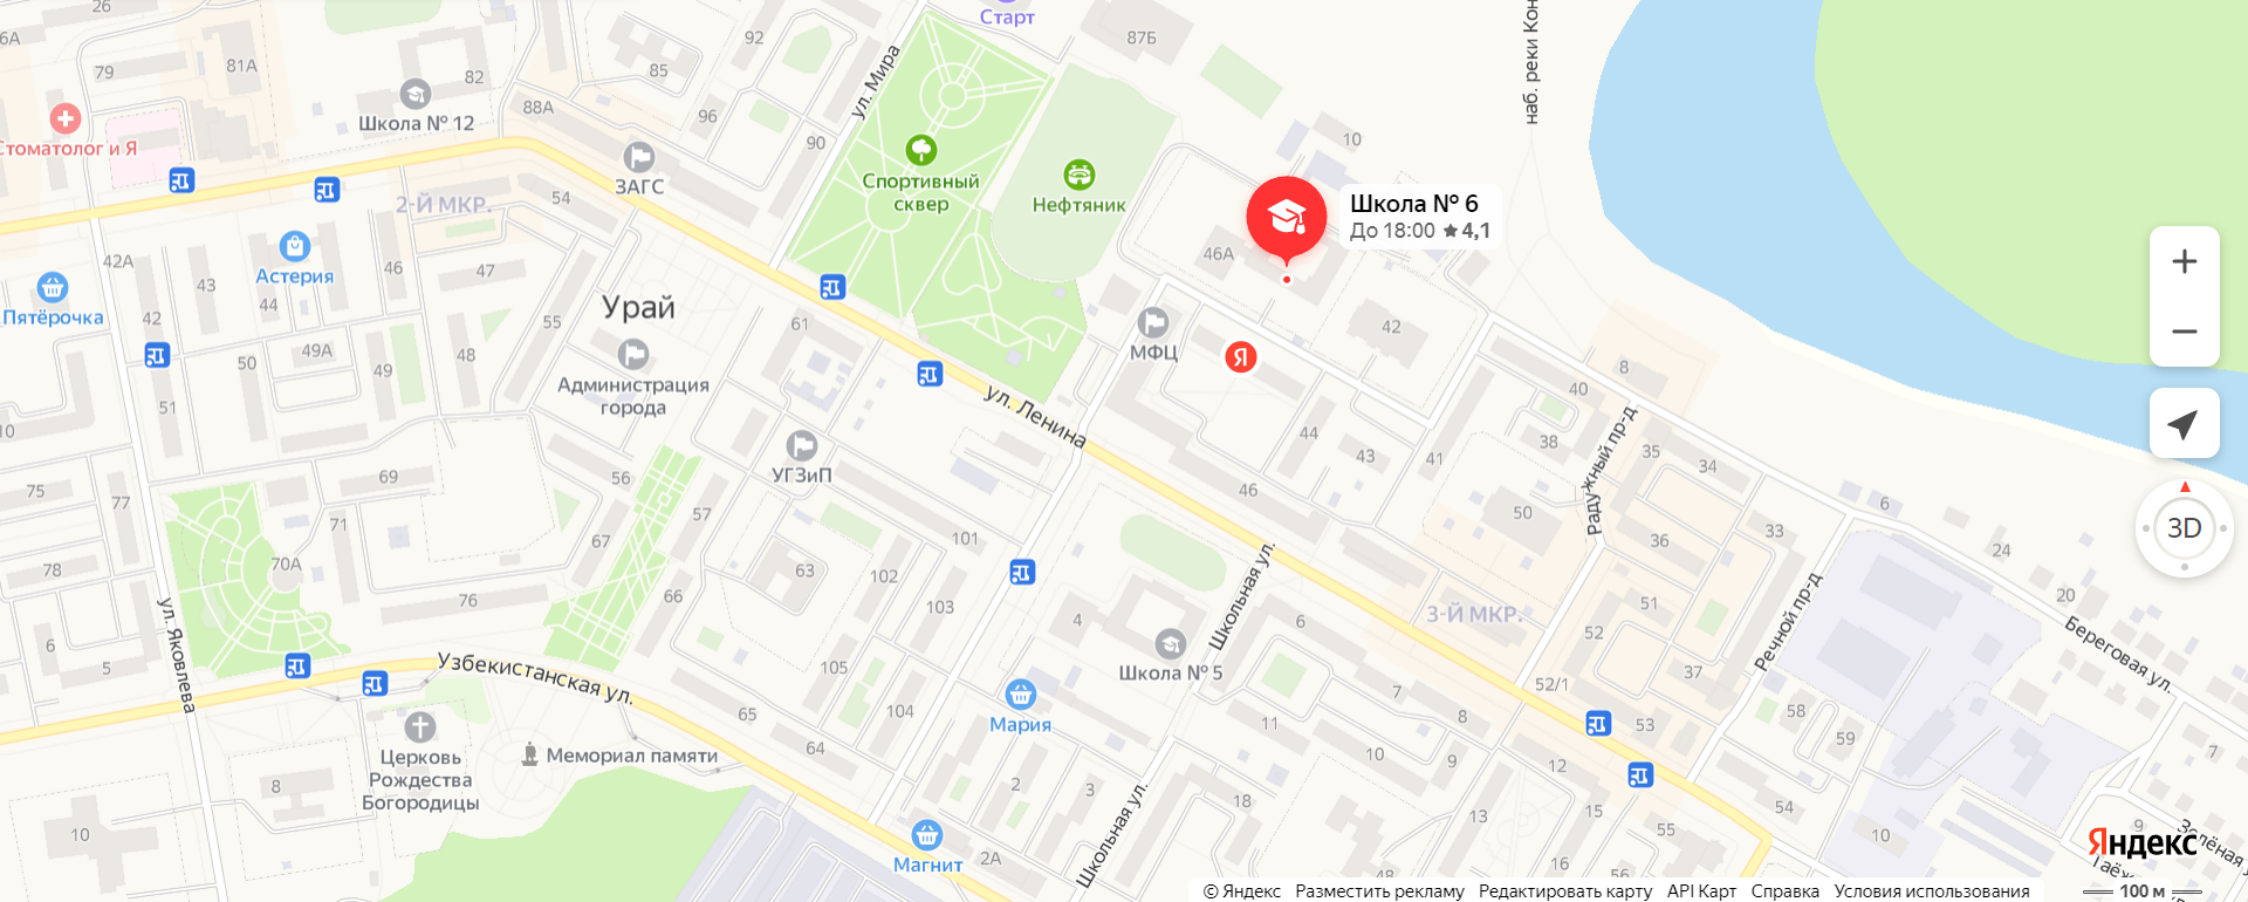 26
6А
79
81А
82
Школа № 12
Стоматолог и Я
88А
92
85
96
90
ул. Мира
Старт
87Б
наб. реки Кон
10
ЗАГС
54
2-Й МКР.
Спортивный
сквер
Нефтяник
Школа № 6
До 18:00 ★ 4,1
46А
42А
43
46
47
Астерия
44
42
Пятёрочка
Урай
55
61
50
49А
49
48
Администрация
города
МФЦ
Я
42
8
40
ул. Ленина
51
10
44
43
41
38
Радужный пр-д
35
34
УГЗиП
56
69
75
77
71
57
46
50
6
33
36
24
67
101
70А
78
63
102
103
66
76
20
3D
ул. Яковлева
6
5
Узбекистанская ул.
105
104
65
64
4
Школа № 5
Школьная ул.
6
3-Й МКР.
51
52
37
52/1
53
Речной пр-д
Береговая ул.
58
59
7
Мария
11
7
8
10
9
12
Церковь
Рождества
Богородицы
Мемориал памяти
8
10
2
3
18
13
15
54
55
16
56
48
10
9
Магнит
2А
Школьная ул.
Зелёная
Таёж
Яндекс
© Яндекс Разместить рекламу Редактировать карту API Карт Справка Условия использования
100 м